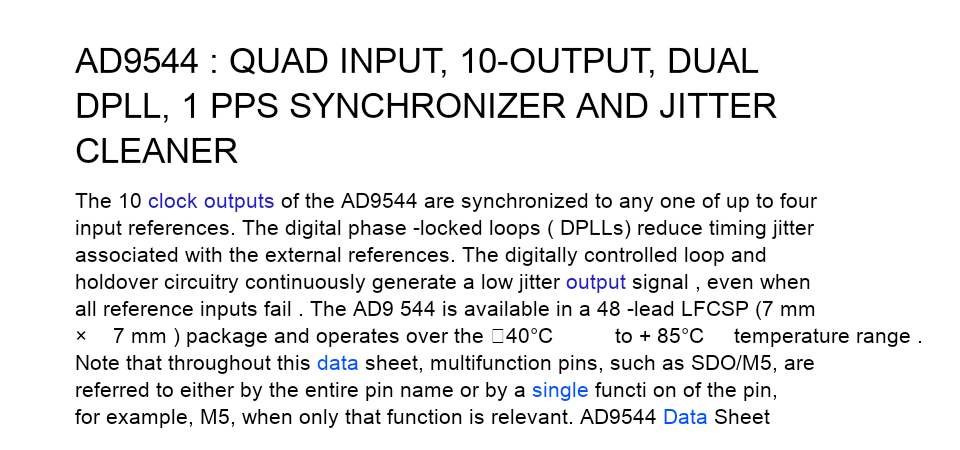 AD9544 : QUAD INPUT, 10-OUTPUT, DUAL
DPLL, 1 PPS SYNCHRONIZER AND JITTER
CLEANER
The 10 clock outputs of the AD9544 are synchronized to any one of up to four
input references. The digital phase -locked loops ( DPLLs) reduce timing jitter
associated with the external references. The digitally controlled loop and
holdover circuitry continuously generate a low jitter output signal , even when
all reference inputs fail . The AD9 544 is available in a 48 -lead LFCSP (7 mm
× 7 mm ) package and operates over the □40°C to + 85°C temperature range .
Note that throughout this data sheet, multifunction pins, such as SDO/M5, are
referred to either by the entire pin name or by a single functi on of the pin,
for example, M5, when only that function is relevant. AD9544 Data Sheet